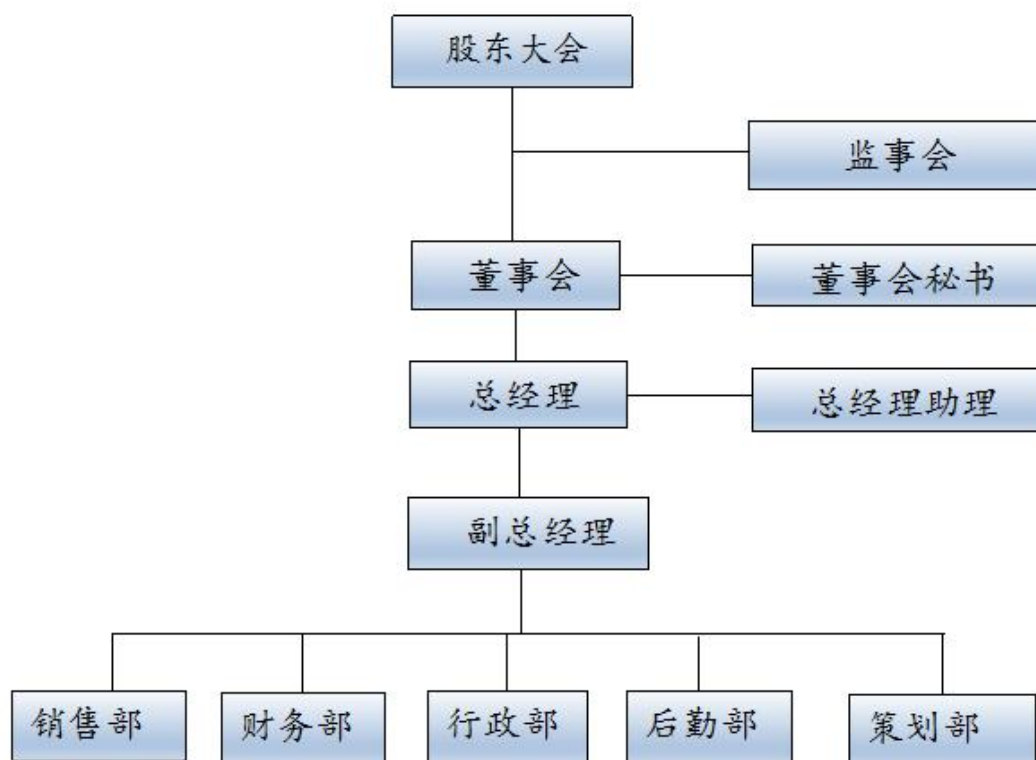 股东大会
监事会
董事会
董事会秘书
总经理
总经理助理
副总经理
销售部
财务部
行政部
后勤部
策划部